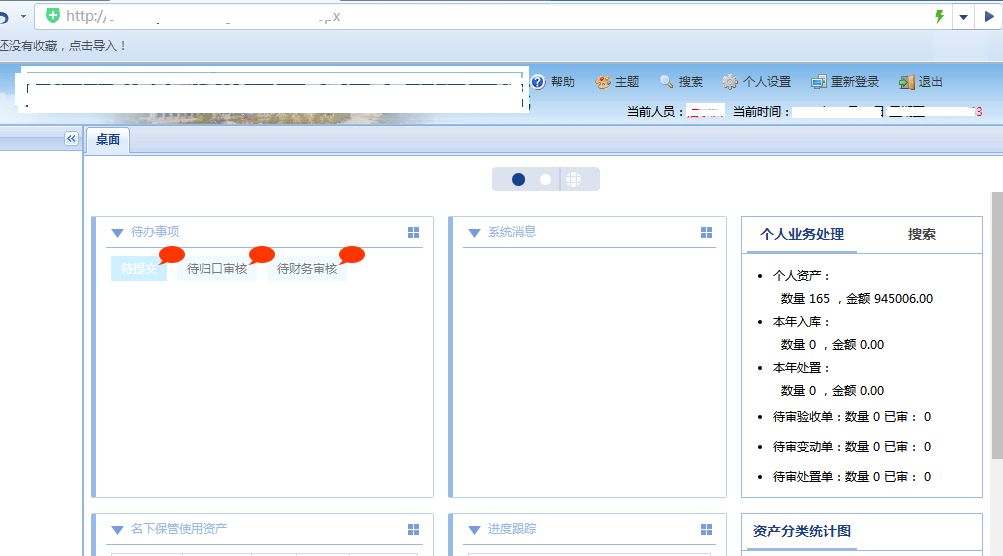 http://
还没有收藏，点击导入！
帮助 主题 搜索 个人设置 重新登录 退出
当前人员： 当前时间：
桌面
待办事项
待提交 待归口审核 待财务审核
系统消息
个人业务处理 搜索
个人资产：
数量 165 ，金额 945006.00
本年入库：
数量 0 ，金额 0.00
本年处置：
数量 0 ，金额 0.00
待审验收单：数量 0 已审： 0
待审变动单：数量 0 已审： 0
待审处置单：数量 0 已审： 0
名下保管使用资产
进度跟踪
资产分类统计图